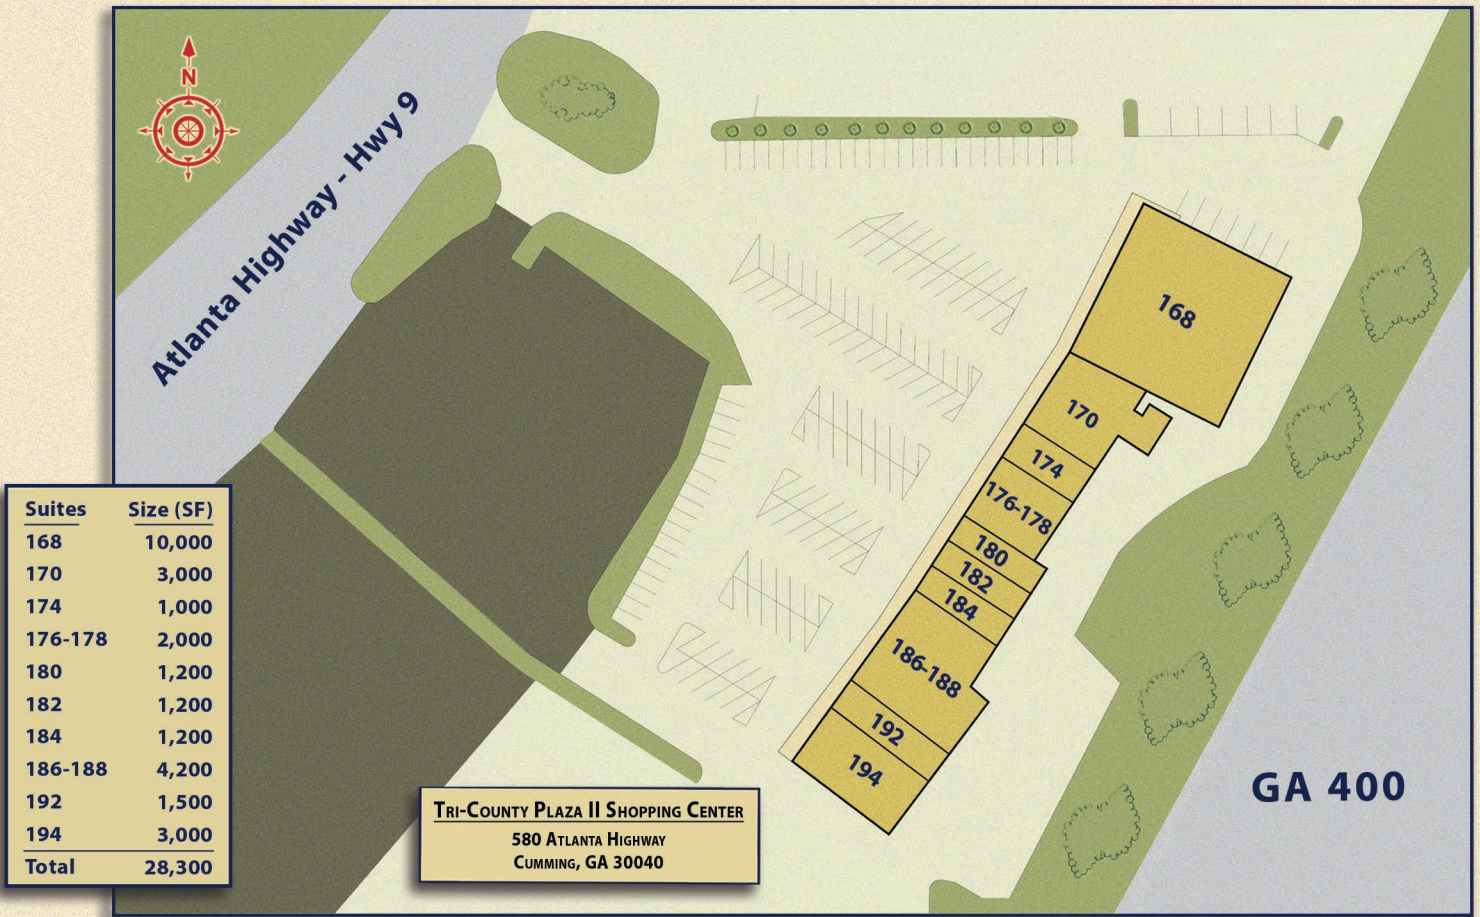 N
Atlanta Highway - Hwy 9
168
170
174
176-178
180
182
184
186-188
192
194
GA 400
Suites Size (SF)
168 10,000
170 3,000
174 1,000
176-178 2,000
180 1,200
182 1,200
184 1,200
186-188 4,200
192 1,500
194 3,000
Total 28,300
Tri-County Plaza II Shopping Center
580 Atlanta Highway
Cumming, GA 30040